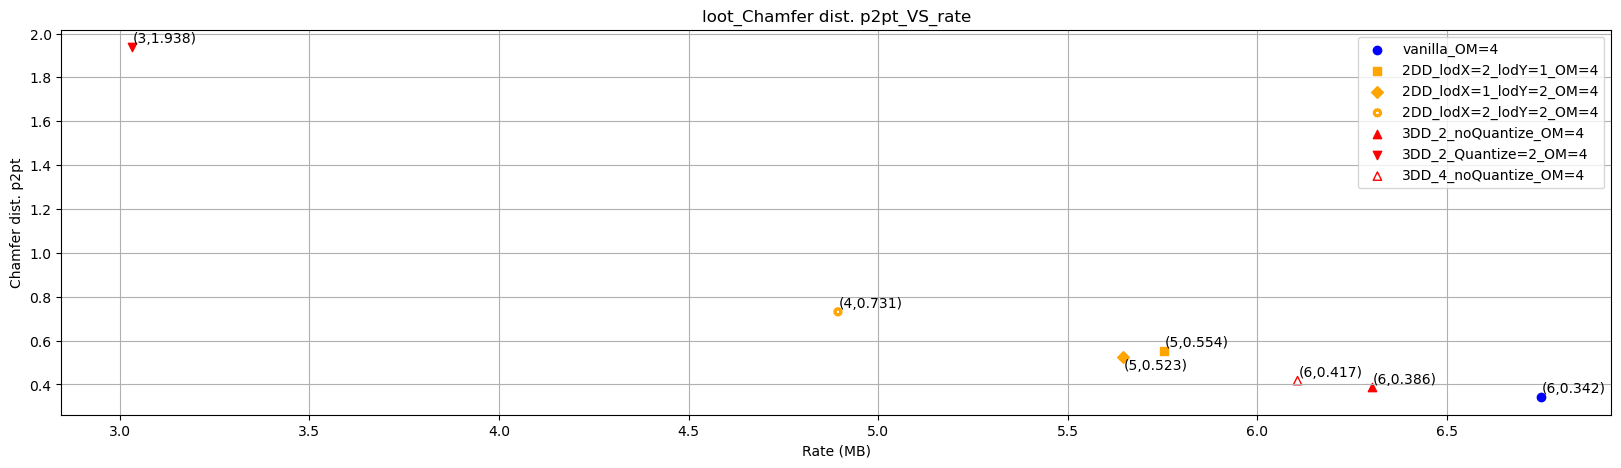 loot_Chamfer dist. p2pt_VS_rate
2.0
1.8
1.6
1.4
1.2
1.0
0.8
0.6
0.4
Chamfer dist. p2pt
(3,1.938)
(4,0.731)
(5,0.554)
(5,0.523)
(6,0.417)
(6,0.386)
(6,0.342)
vanilla_OM=4
2DD_lodX=2_lodY=1_OM=4
2DD_lodX=1_lodY=2_OM=4
2DD_lodX=2_lodY=2_OM=4
3DD_2_noQuantize_OM=4
3DD_2_Quantize=2_OM=4
3DD_4_noQuantize_OM=4
3.0 3.5 4.0 4.5 5.0 5.5 6.0 6.5
Rate (MB)